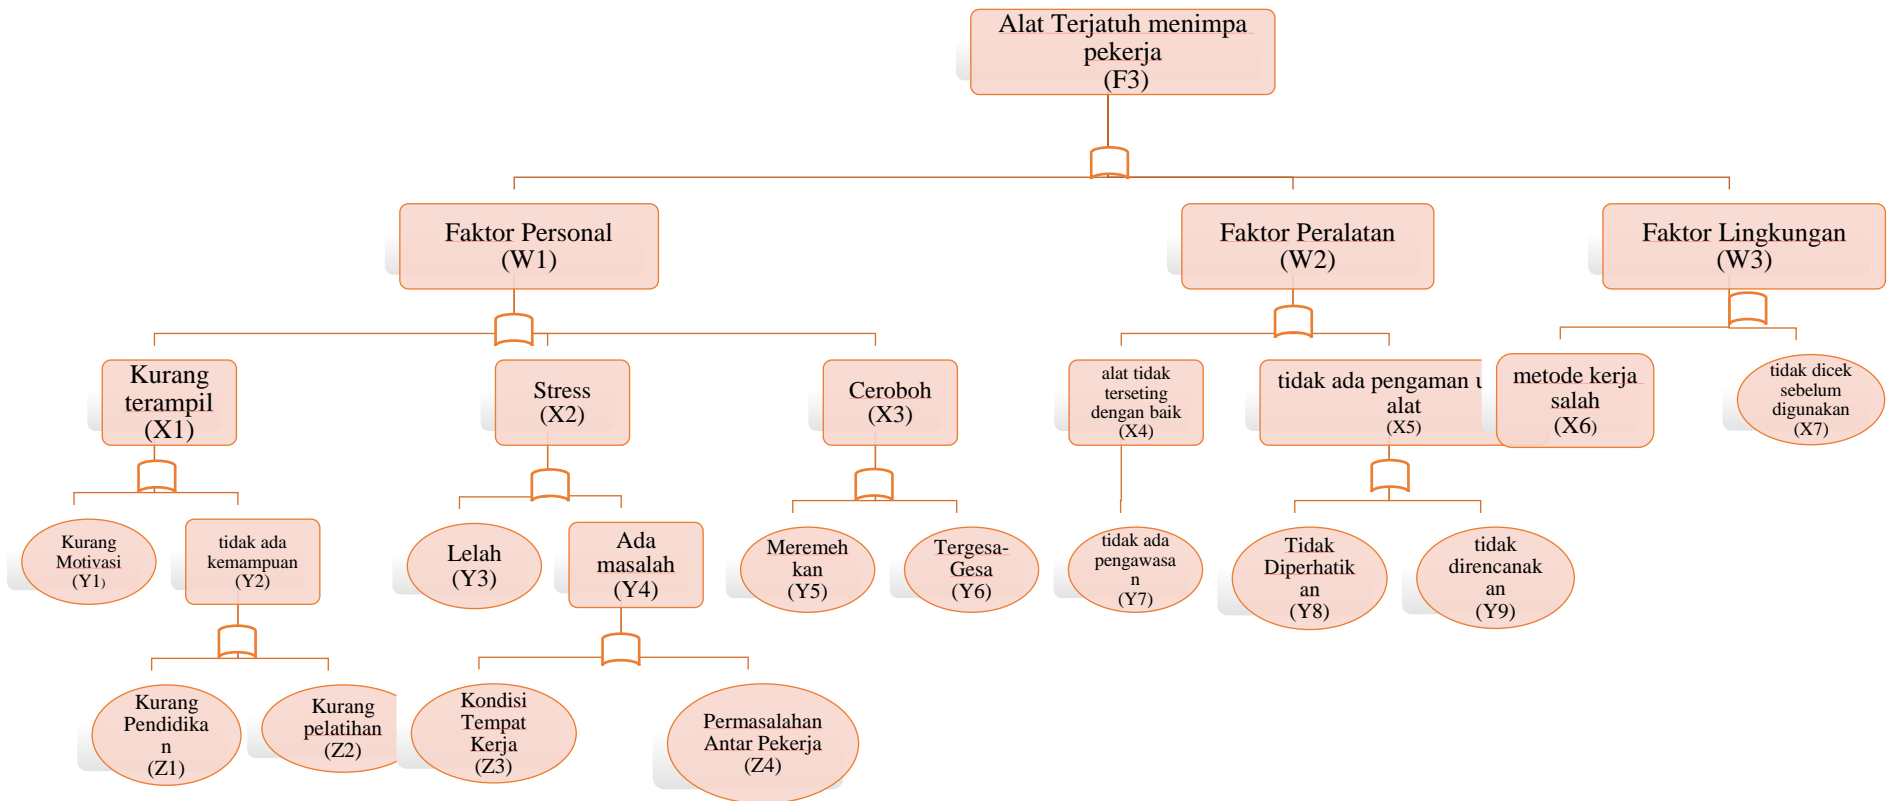 Alat Terjatuh menimpa
pekerja
(F3)
Faktor Personal
(W1)
Faktor Peralatan
(W2)
Faktor Lingkungan
(W3)
Kurang
terampil
(X1)
Stress
(X2)
Ceroboh
(X3)
alat tidak
terseting
dengan baik
(X4)
tidak ada pengaman
alat
(X5)
metode kerja
salah
(X6)
tidak dicek
sebelum
digunakan
(X7)
Kurang
Motivasi
(Y1)
tidak ada
kemampuan
(Y2)
Lelah
(Y3)
Ada
masalah
(Y4)
Meremeh
kan
(Y5)
Tergesa-
Gesa
(Y6)
tidak ada
pengawasa
n
(Y7)
Tidak
Diperhatik
an
(Y8)
tidak
direncanak
an
(Y9)
Kurang
Pendidika
n
(Z1)
Kurang
pelatihan
(Z2)
Kondisi
Tempat
Kerja
(Z3)
Permasalahan
Antar Pekerja
(Z4)